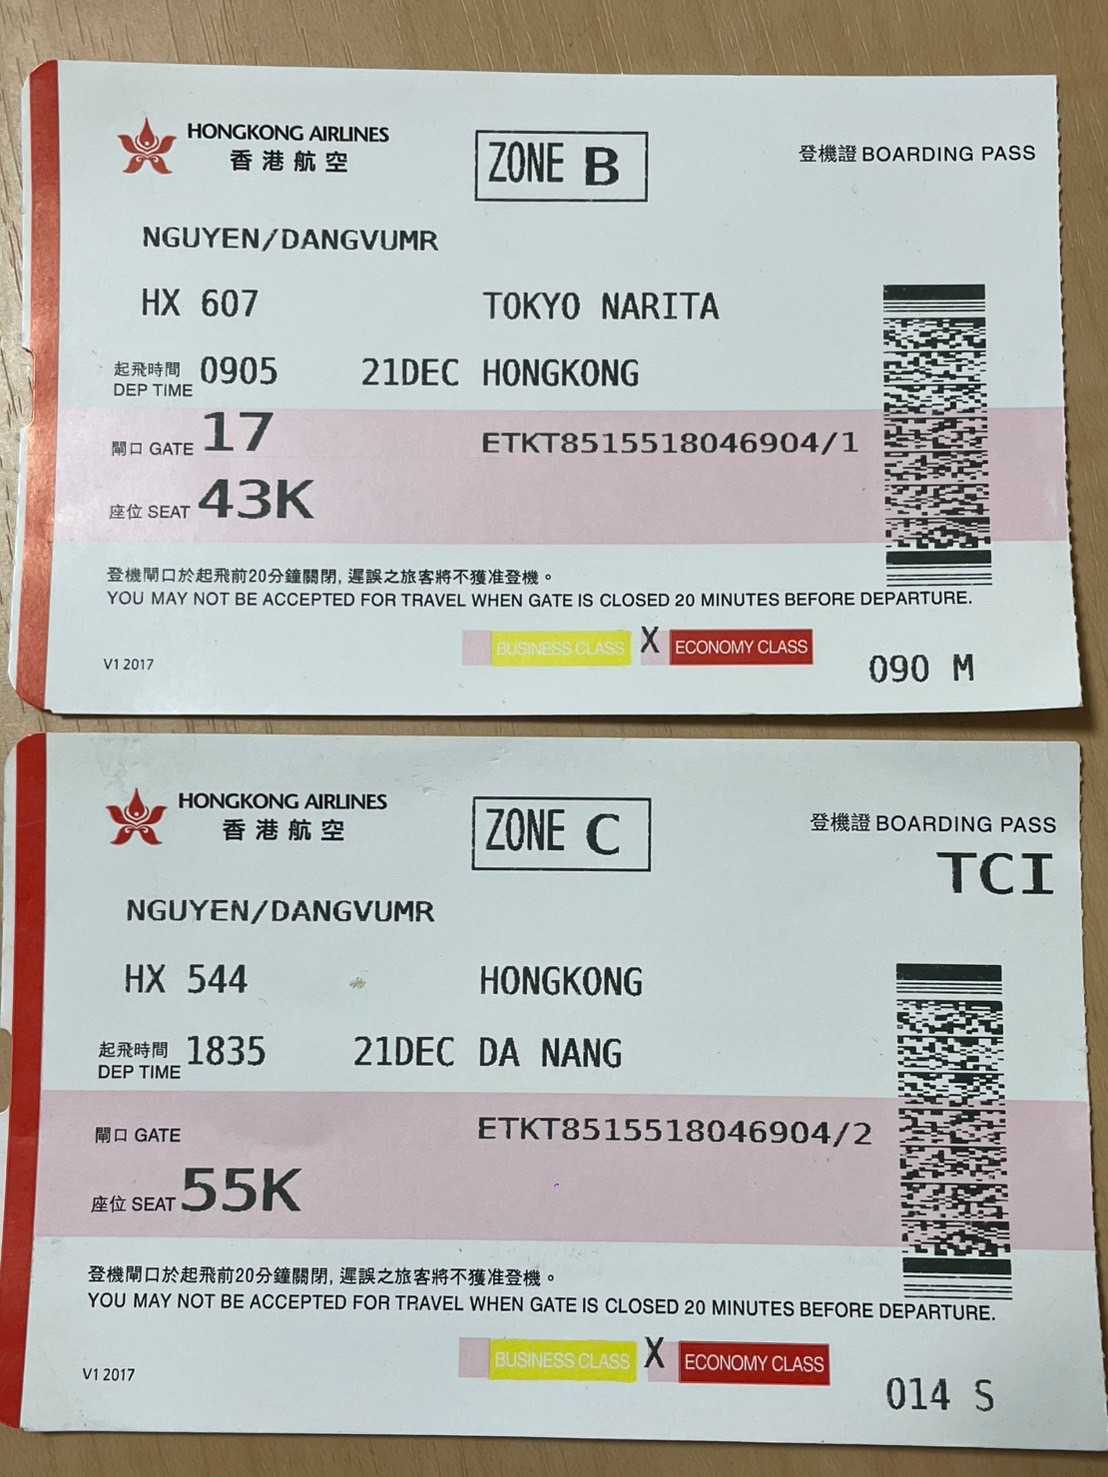 HONGKONG AIRLINES
香港航空
ZONE B
登機證 BOARDING PASS
NGUYEN/DANGVUMR
HX 607 TOKYO NARITA
起飛時間 DEP TIME 0905 21DEC HONGKONG
閘口 GATE 17 ETKT8515518046904/1
座位 SEAT 43K
登機閘口於起飛前20分鐘關閉, 遲誤之旅客將不獲准登機。
YOU MAY NOT BE ACCEPTED FOR TRAVEL WHEN GATE IS CLOSED 20 MINUTES BEFORE DEPARTURE.
BUSINESS CLASS X ECONOMY CLASS
V1 2017
090 M
HONGKONG AIRLINES
香港航空
ZONE C
登機證 BOARDING PASS
TCI
NGUYEN/DANGVUMR
HX 544 HONGKONG
起飛時間 DEP TIME 1835 21DEC DA NANG
閘口 GATE ETKT8515518046904/2
座位 SEAT 55K
登機閘口於起飛前20分鐘關閉, 遲誤之旅客將不獲准登機。
YOU MAY NOT BE ACCEPTED FOR TRAVEL WHEN GATE IS CLOSED 20 MINUTES BEFORE DEPARTURE.
BUSINESS CLASS X ECONOMY CLASS
V1 2017
014 S